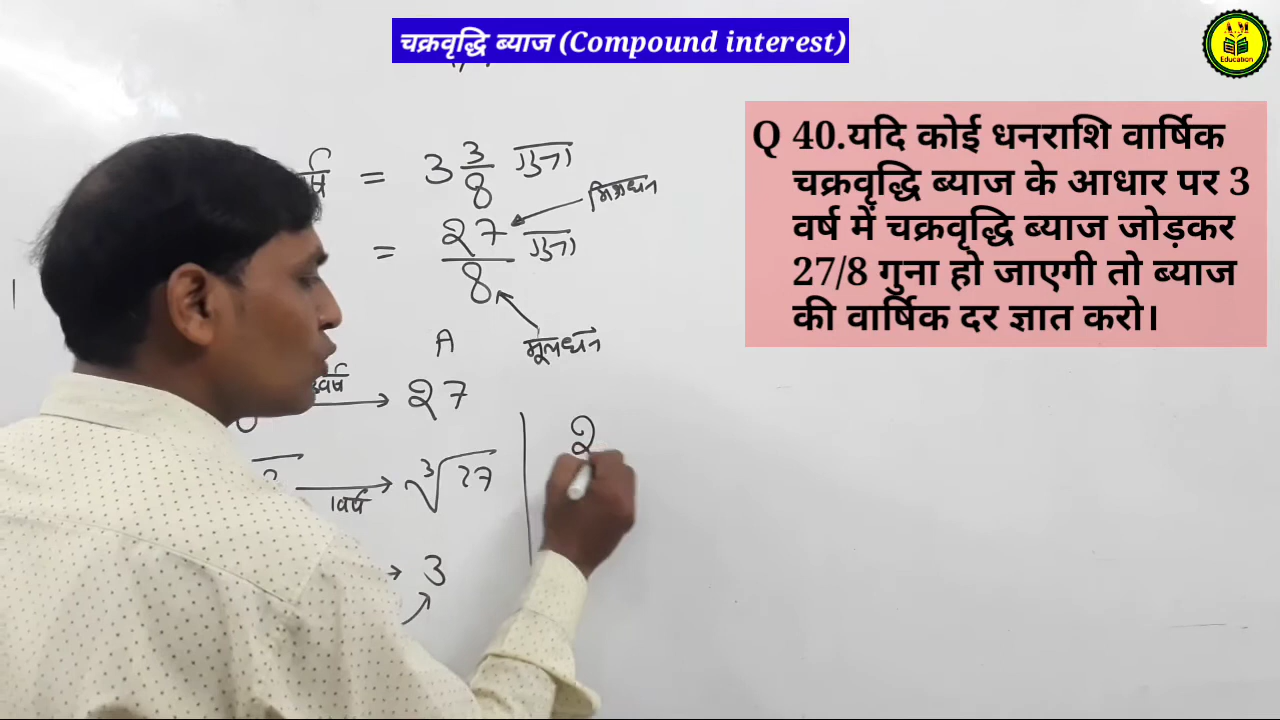 चक्रवृद्धि ब्याज (Compound interest)
Education
Q 40.यदि कोई धनराशि वार्षिक
चक्रवृद्धि ब्याज के आधार पर 3
वर्ष में चक्रवृद्धि ब्याज जोड़कर
27/8 गुना हो जाएगी तो ब्याज
की वार्षिक दर ज्ञात करो।
= 3 3/8 गुना
मिश्रधन
= 27/8 गुना
मूलधन
A
3वर्ष → 27
1वर्ष → ∛27
→ 3
2